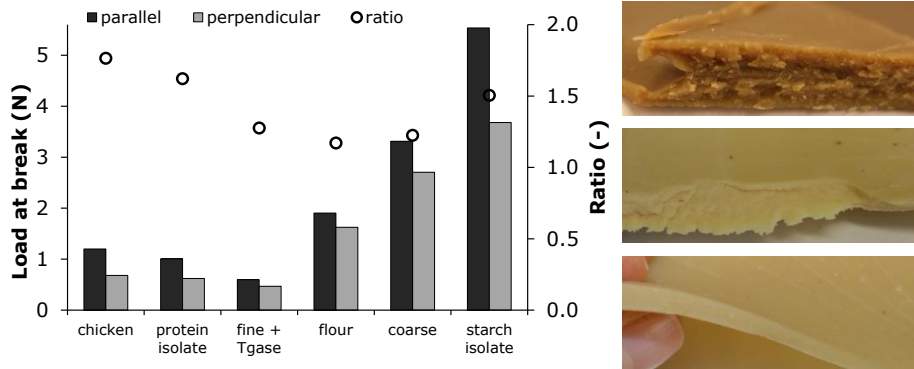 parallel perpendicular ratio
Load at break (N)
5
4
3
2
1
0
2.0
1.5
1.0
0.5
0.0
Ratio (-)
chicken
protein
isolate
fine +
Tgase
flour
coarse
starch
isolate